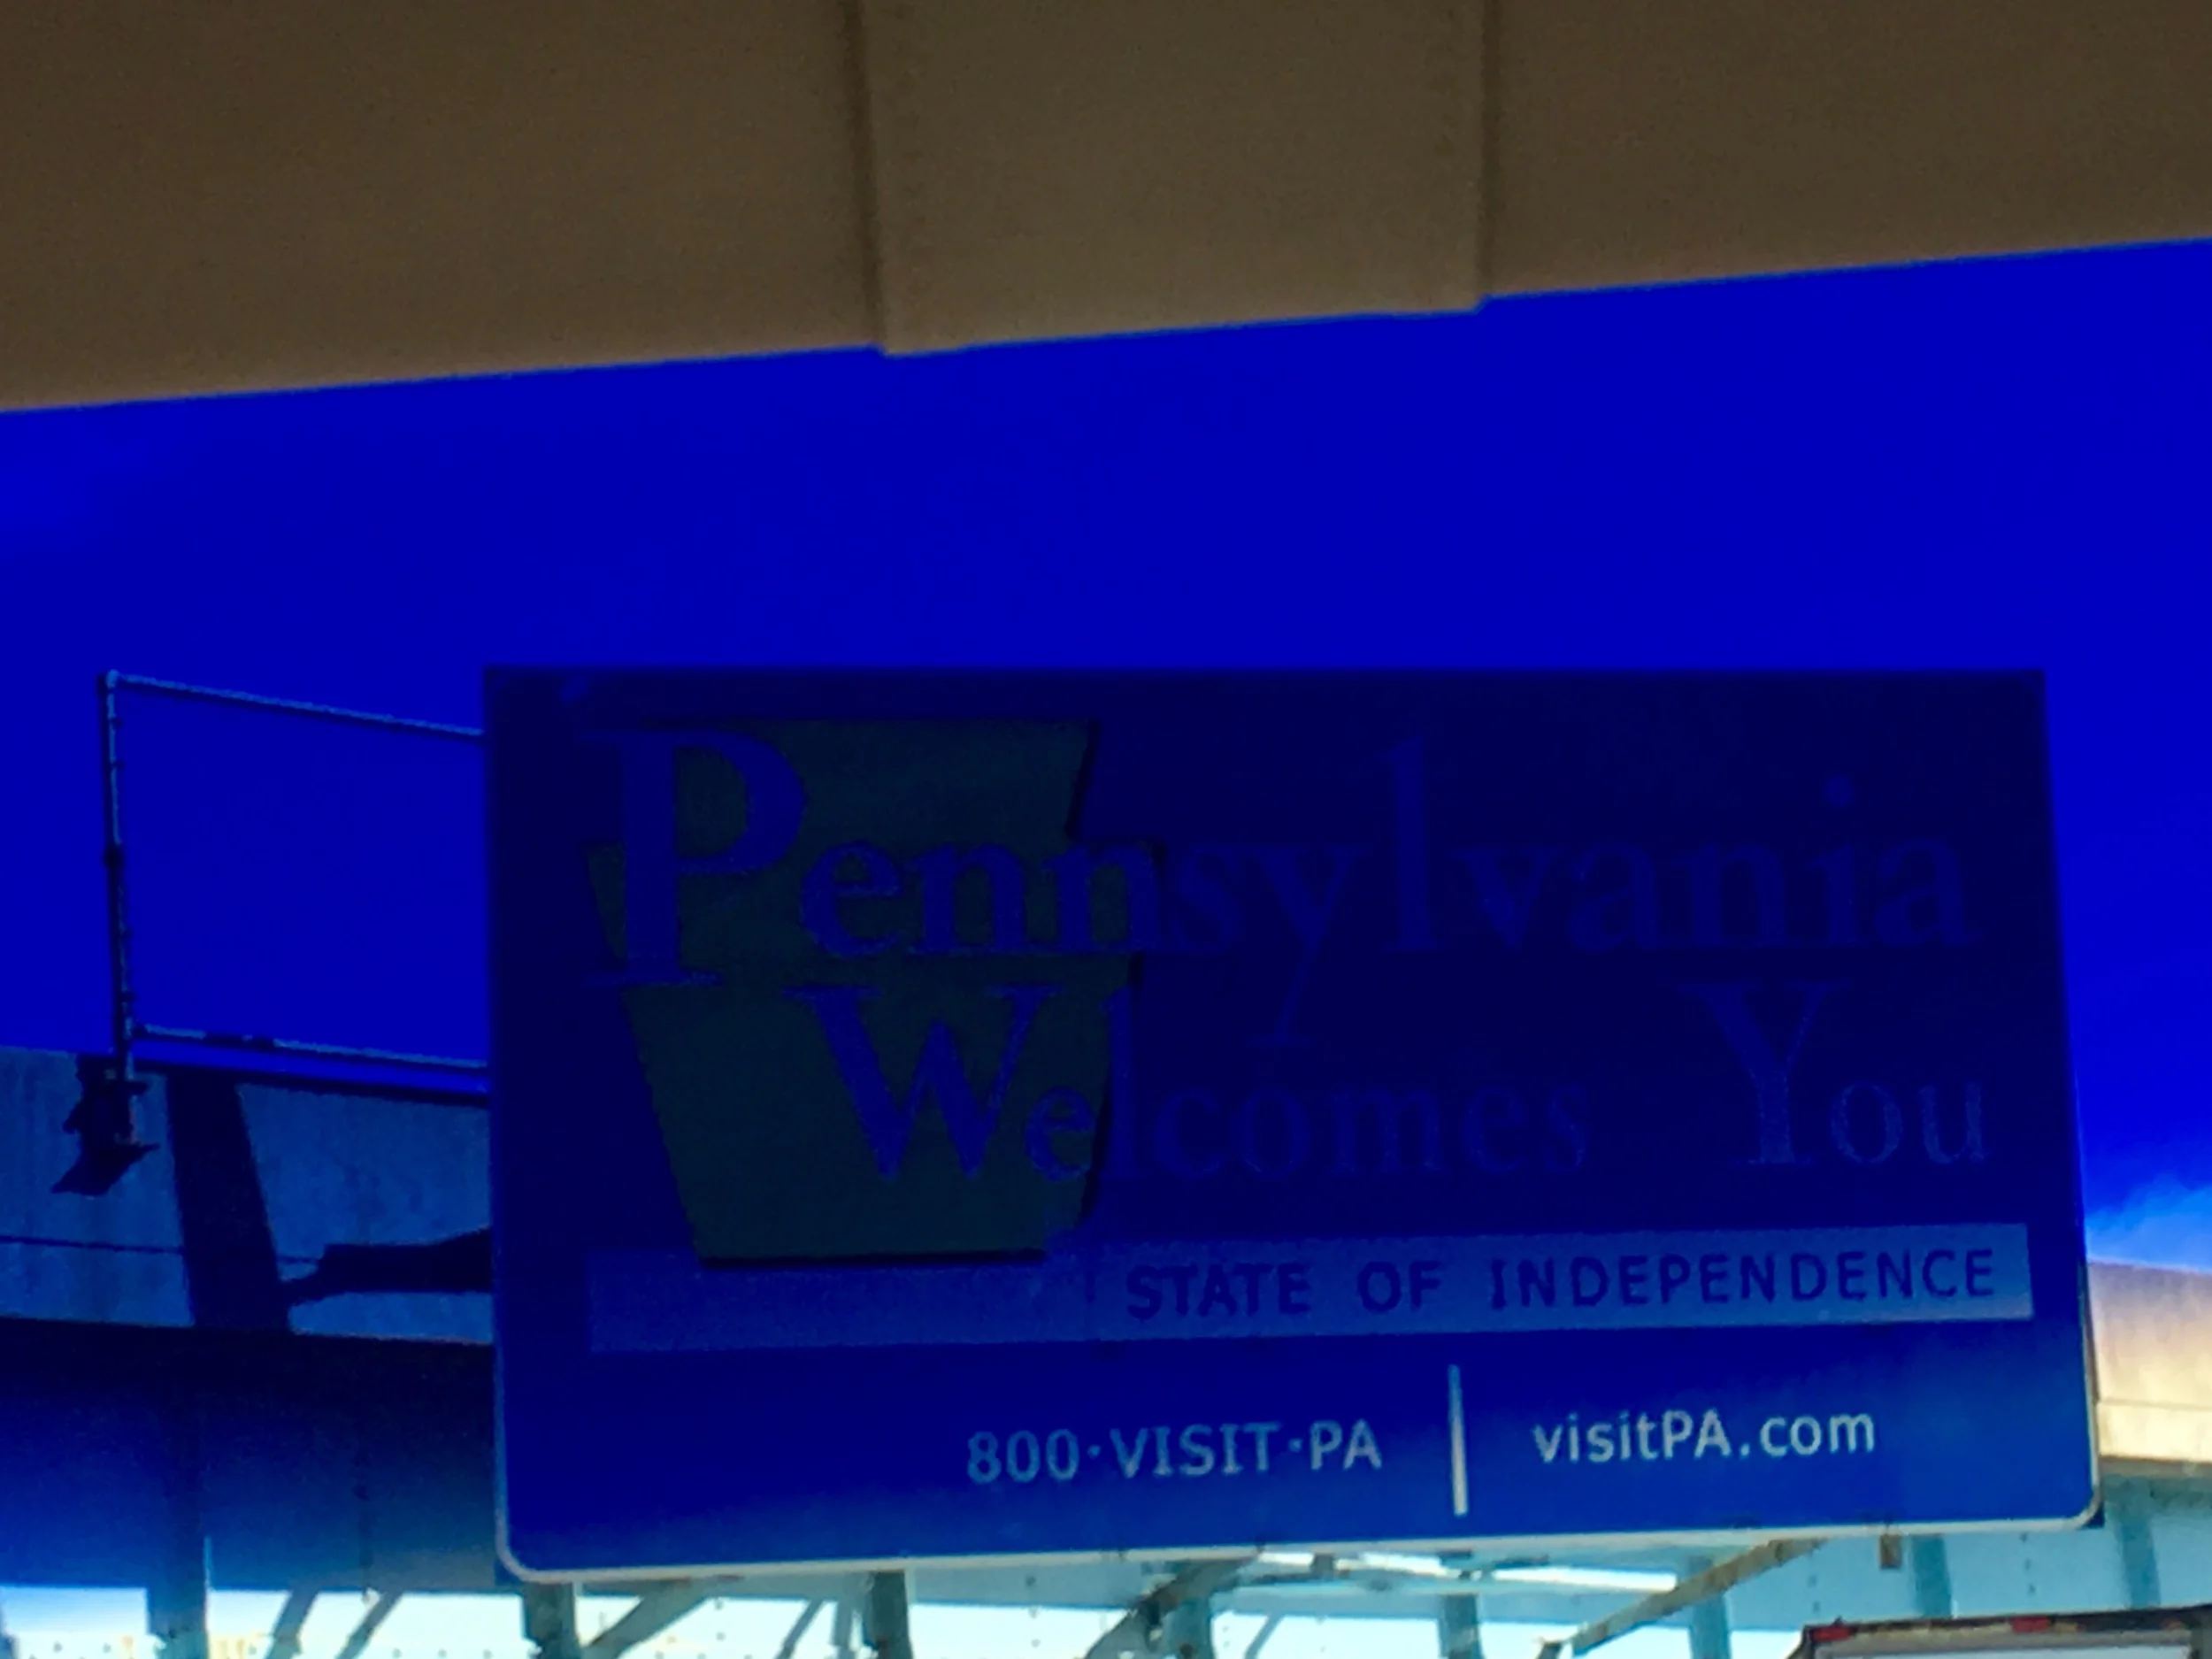 Pennsylvania
Welcomes You
STATE OF INDEPENDENCE
800·VISIT·PA | visitPA.com